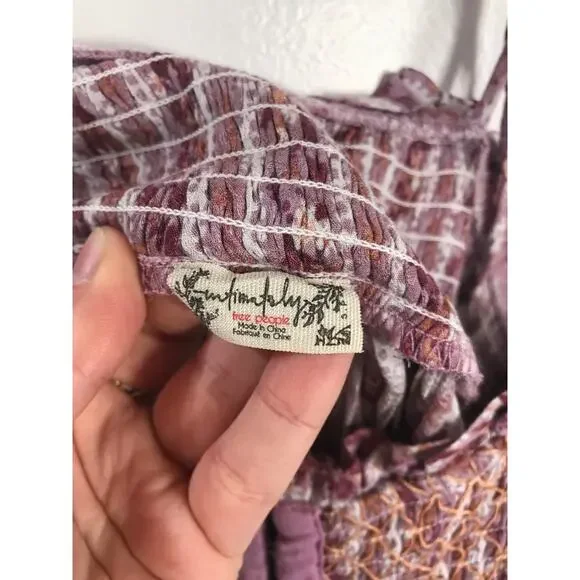 intimately
free people
Made in China
Fabriqué en Chine